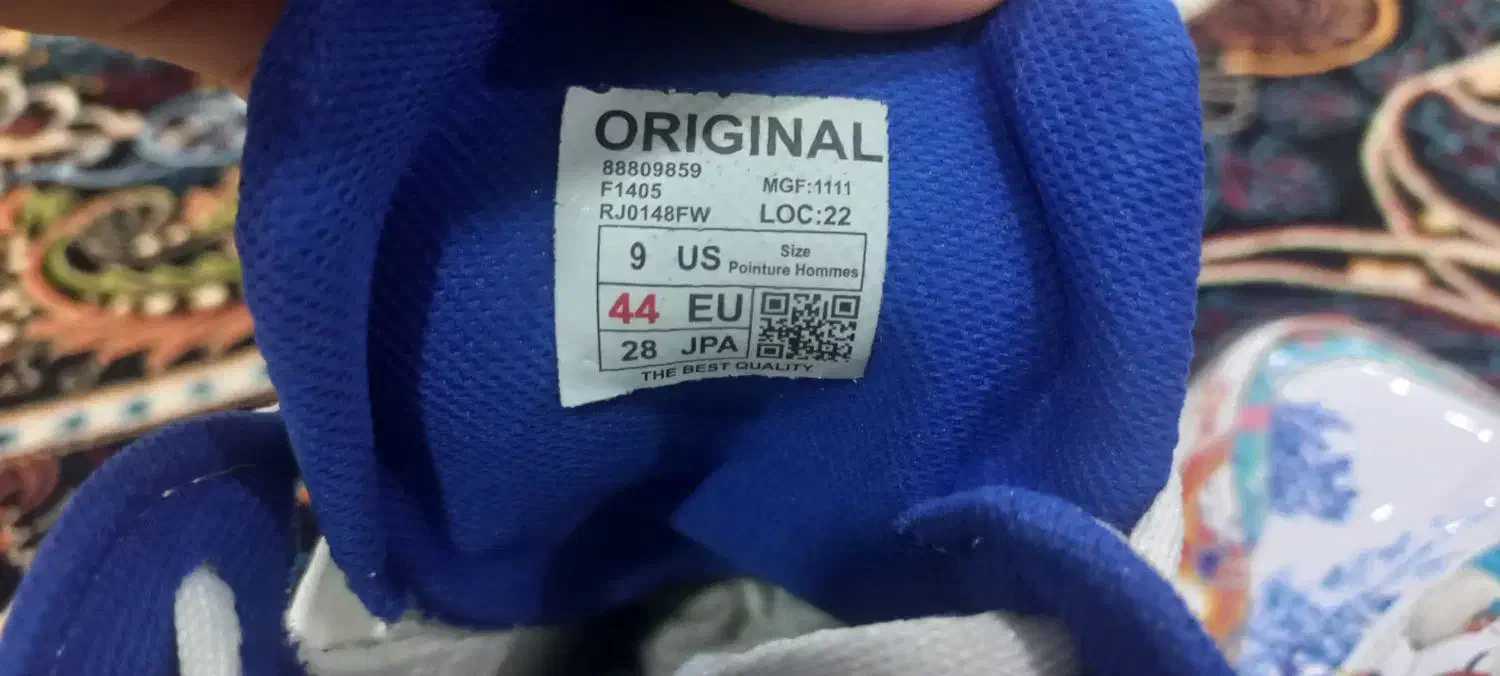 ORIGINAL
88809859
F1405 MGF:1111
RJ0148FW LOC:22
9 US Size
Pointure Hommes
44 EU
28 JPA
THE BEST QUALITY